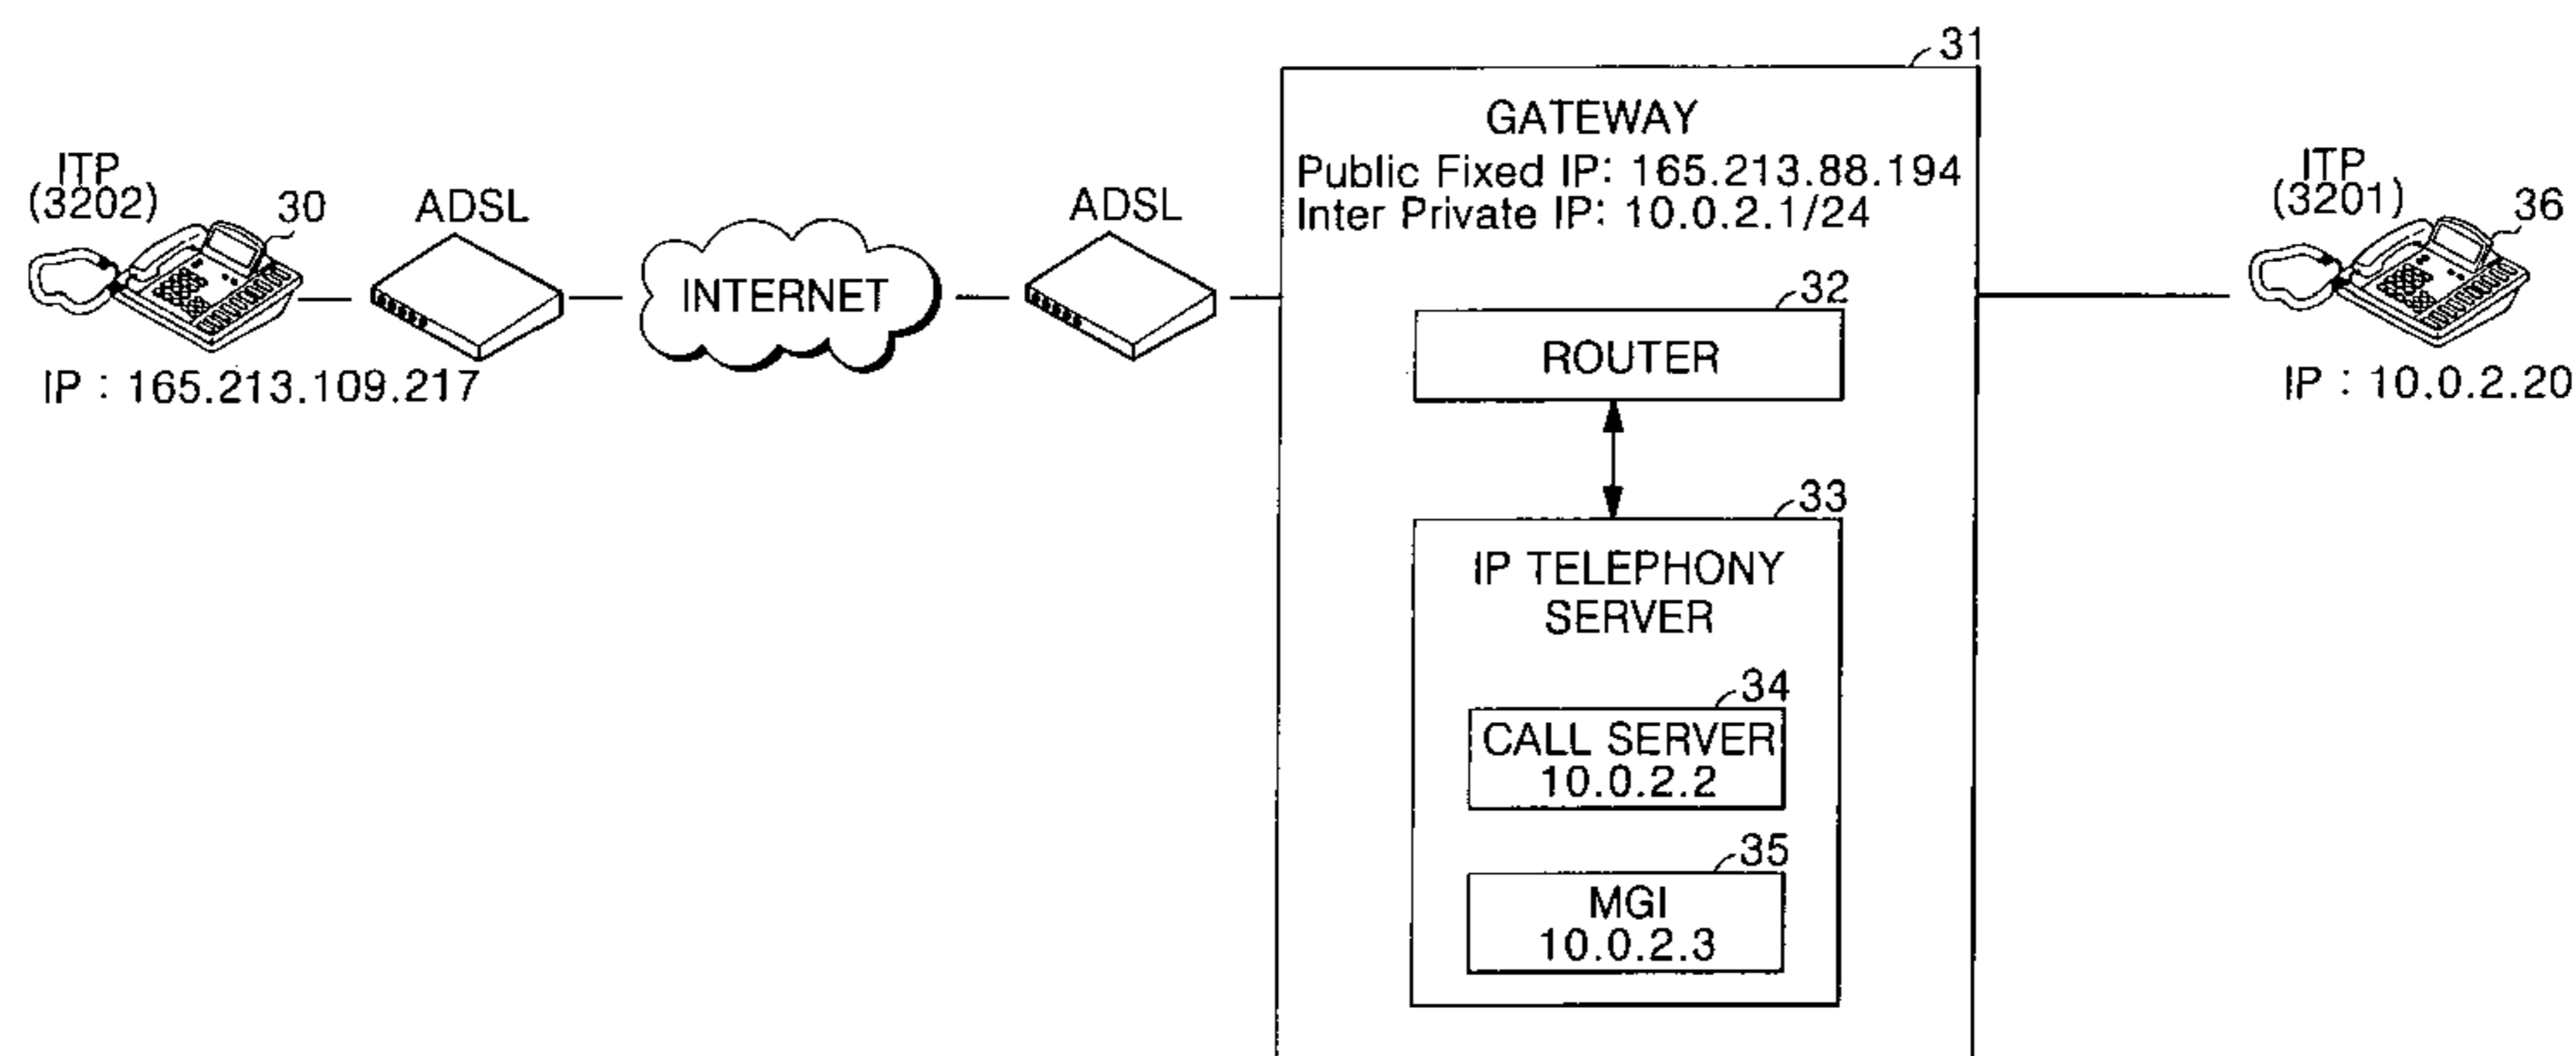 31
GATEWAY
Public Fixed IP: 165.213.88.194
Inter Private IP: 10.0.2.1/24
ITP
(3202)
30
ADSL
INTERNET
ADSL
ITP
(3201)
36
IP : 165.213.109.217
IP : 10.0.2.20
32
ROUTER
33
IP TELEPHONY
SERVER
34
CALL SERVER
10.0.2.2
35
MGI
10.0.2.3